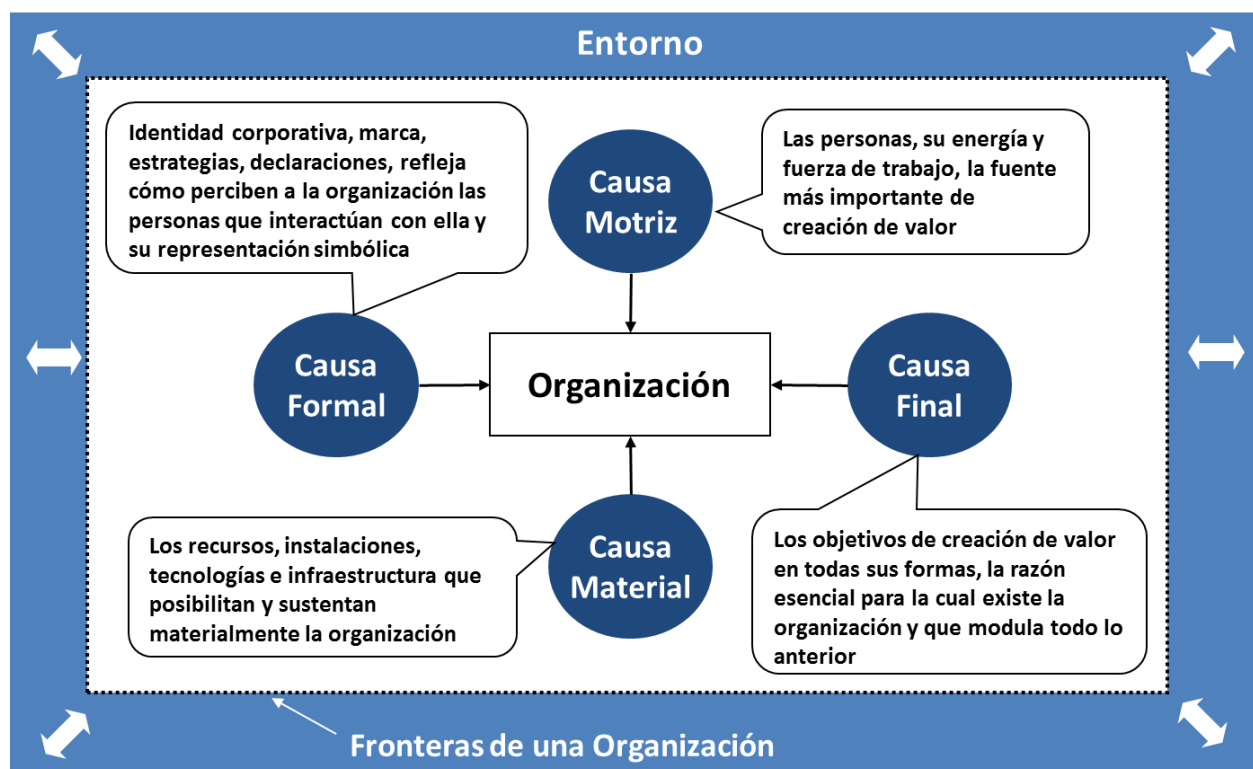 Entorno
Identidad corporativa, marca,
estrategias, declaraciones, refleja
cómo perciben a la organización las
personas que interactúan con ella y
su representación simbólica
Causa
Motriz
Las personas, su energía y
fuerza de trabajo, la fuente
más importante de
creación de valor
Causa
Formal
Organización
Causa
Final
Los recursos, instalaciones,
tecnologías e infraestructura que
posibilitan y sustentan
materialmente la organización
Causa
Material
Los objetivos de creación de valor
en todas sus formas, la razón
esencial para la cual existe la
organización y que modula todo lo
anterior
Fronteras de una Organización